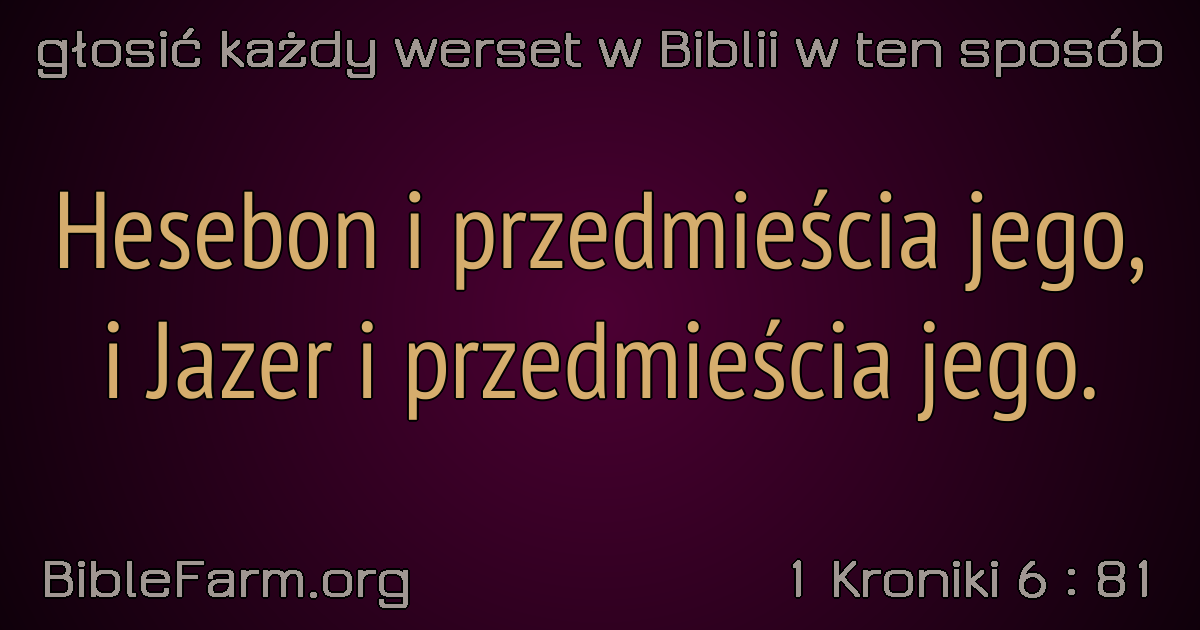 głosić każdy werset w Biblii w ten sposób
Hesebon i przedmieścia jego,
i Jazer i przedmieścia jego.
BibleFarm.org
1 Kroniki 6 : 81